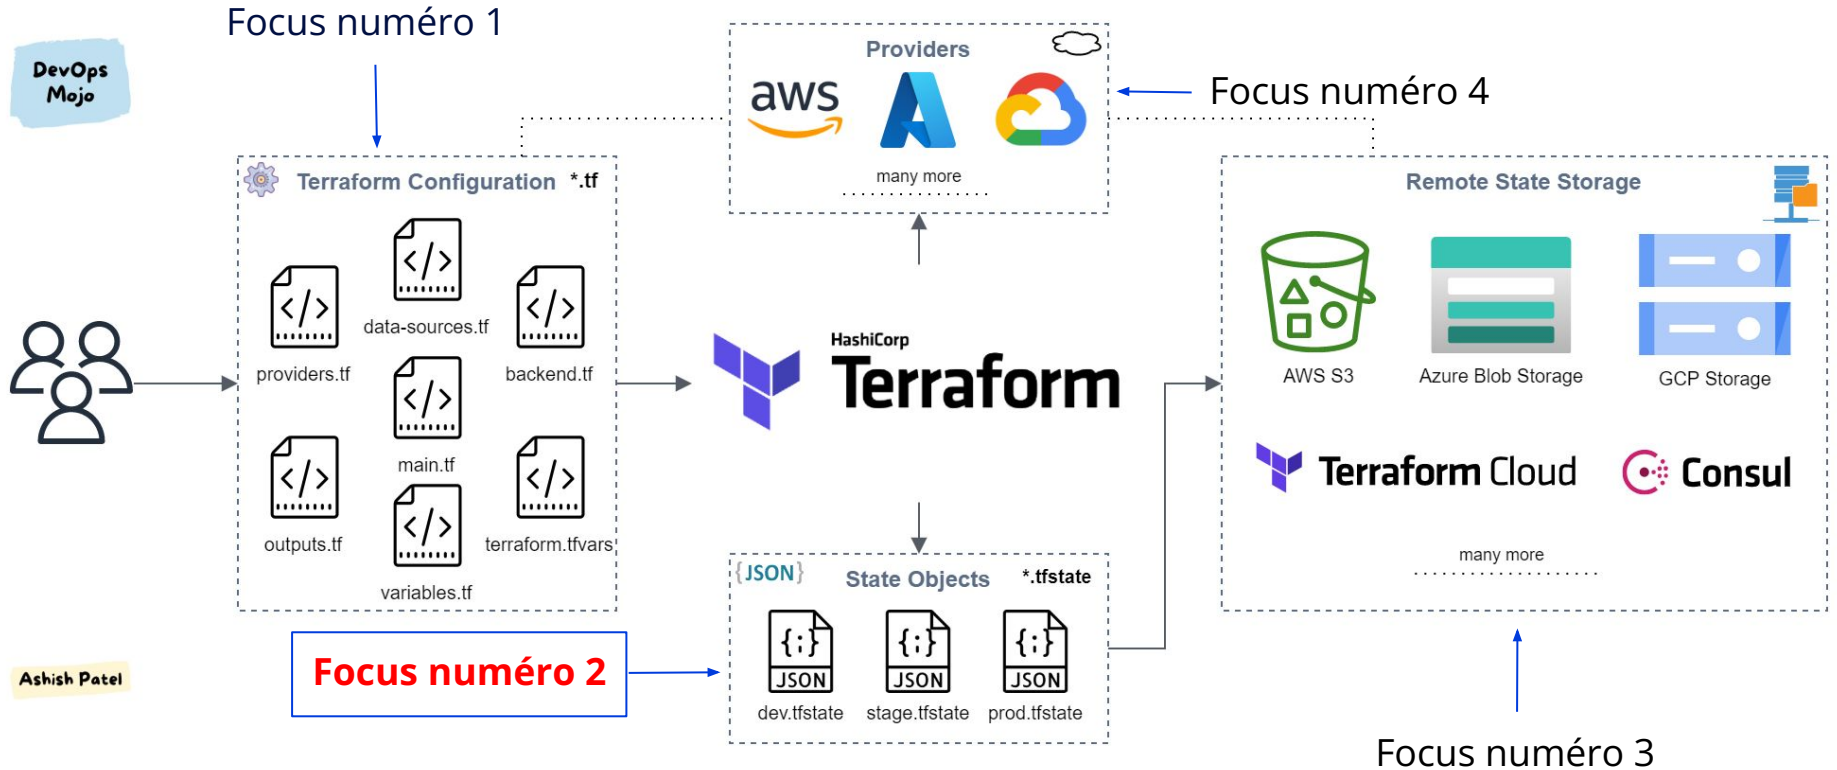 Focus numéro 1
DevOps
Mojo
Providers
aws
many more
Focus numéro 4
Terraform Configuration *.tf
data-sources.tf
providers.tf
backend.tf
main.tf
outputs.tf
terraform.tfvars
variables.tf
HashiCorp
Terraform
Remote State Storage
AWS S3
Azure Blob Storage
GCP Storage
Terraform Cloud
Consul
many more
{JSON}
State Objects *.tfstate
{;}
{;}
{;}
JSON
JSON
JSON
dev.tfstate
stage.tfstate
prod.tfstate
Focus numéro 2
Ashish Patel
Focus numéro 3